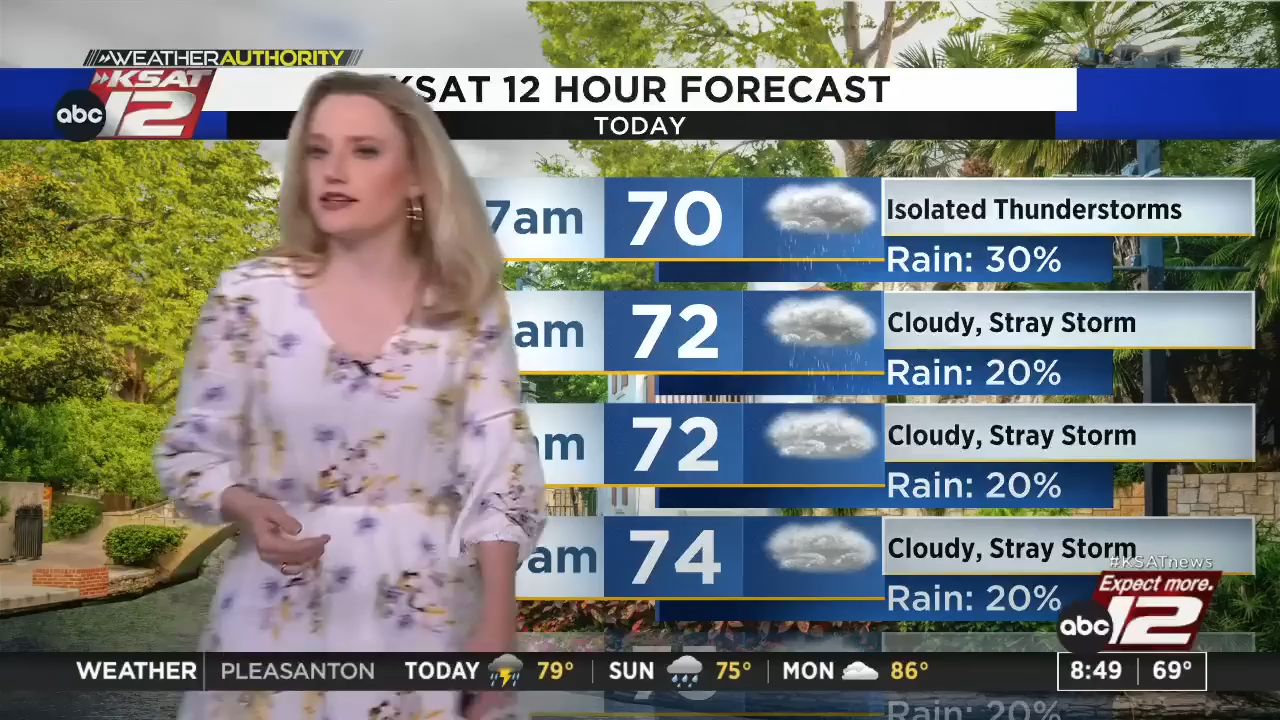 WEATHERAUTHORITY
KSAT
abc 12
KSAT 12 HOUR FORECAST
TODAY
7am 70 Isolated Thunderstorms
Rain: 30%
am 72 Cloudy, Stray Storm
Rain: 20%
am 72 Cloudy, Stray Storm
Rain: 20%
am 74 Cloudy, Stray Storm
Rain: 20%
#KSATnews
Expect more.
abc 12
WEATHER PLEASANTON TODAY 79° SUN 75° MON 86° 8:49 69°
Rain: 20%